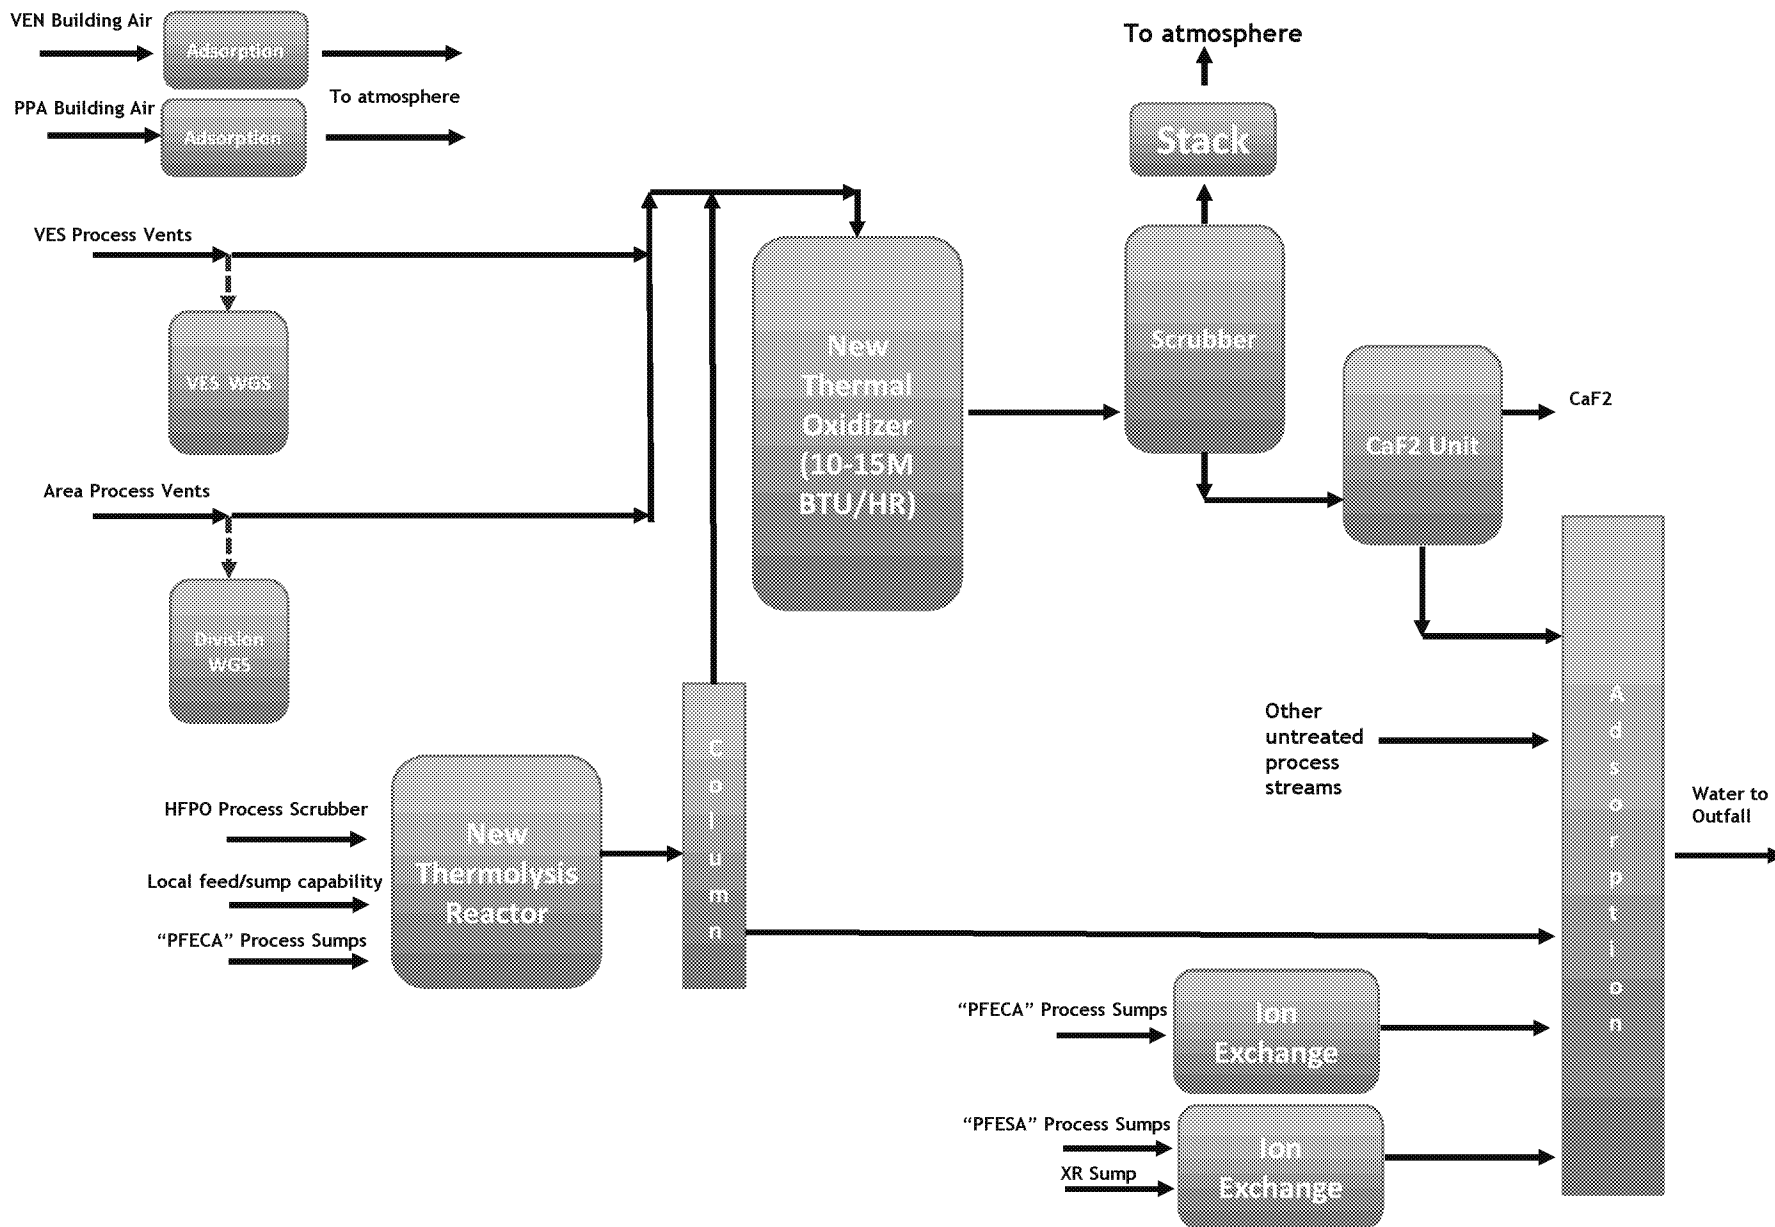 VEN Building Air
Adsorption
PPA Building Air
Adsorption
To atmosphere
To atmosphere
Stack
VES Process Vents
VES WGS
Area Process Vents
Division
WGS
New
Thermal
Oxidizer
(10-15M
BTU/HR)
Scrubber
CaF2 Unit
CaF2
HFPO Process Scrubber
Local feed/sump capability
“PFECA” Process Sumps
New
Thermolysis
Reactor
Column
Other
untreated
process
streams
Adsorption
Water to
Outfall
“PFECA” Process Sumps
Ion
Exchange
“PFESA” Process Sumps
XR Sump
Ion
Exchange